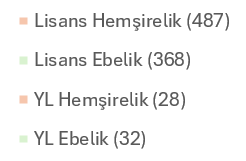 Lisans Hemşirelik (487)
Lisans Ebelik (368)
YL Hemşirelik (28)
YL Ebelik (32)